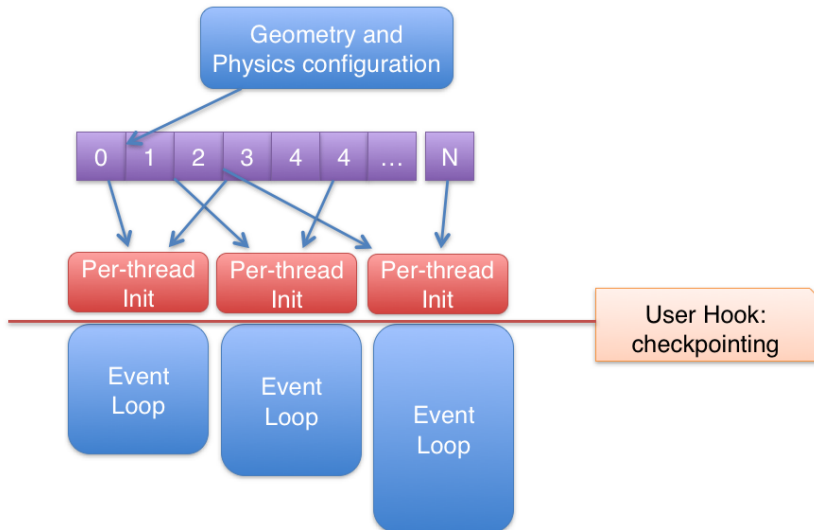 Geometry and
Physics configuration
0 1 2 3 4 4 ... N
Per-thread
Init
Per-thread
Init
Per-thread
Init
User Hook:
checkpointing
Event
Loop
Event
Loop
Event
Loop